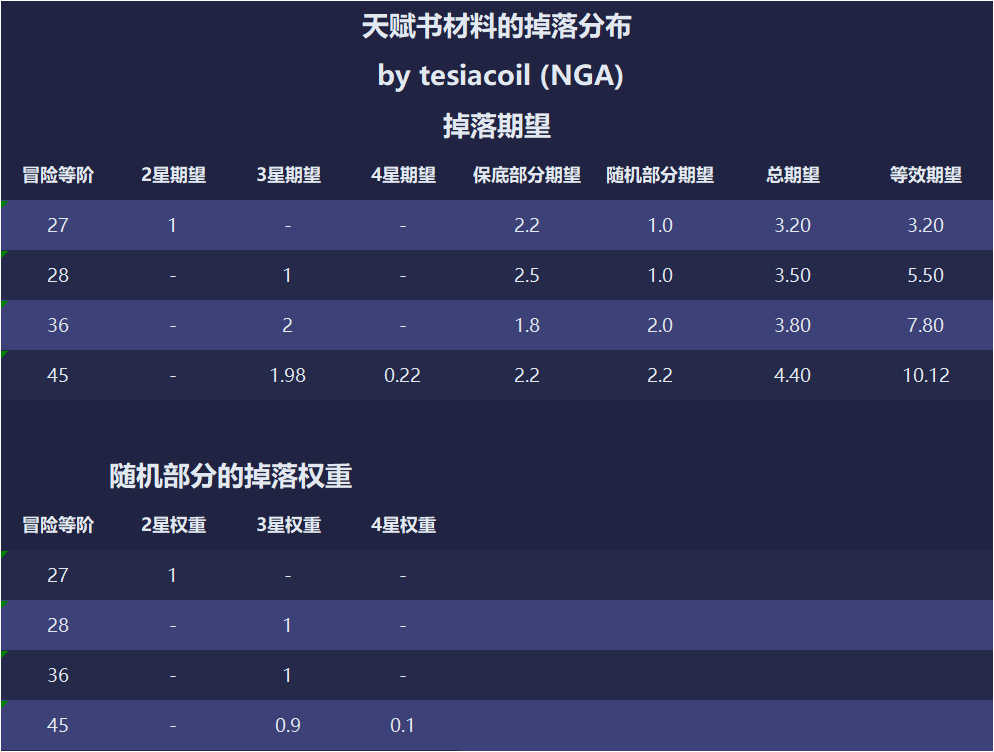 天赋书材料的掉落分布
by tesiacoil (NGA)
掉落期望
冒险等阶 2星期望 3星期望 4星期望 保底部分期望 随机部分期望 总期望 等效期望
27 1 - - 2.2 1.0 3.20 3.20
28 - 1 - 2.5 1.0 3.50 5.50
36 - 2 - 1.8 2.0 3.80 7.80
45 - 1.98 0.22 2.2 2.2 4.40 10.12
随机部分的掉落权重
冒险等阶 2星权重 3星权重 4星权重
27 1 - -
28 - 1 -
36 - 1 -
45 - 0.9 0.1